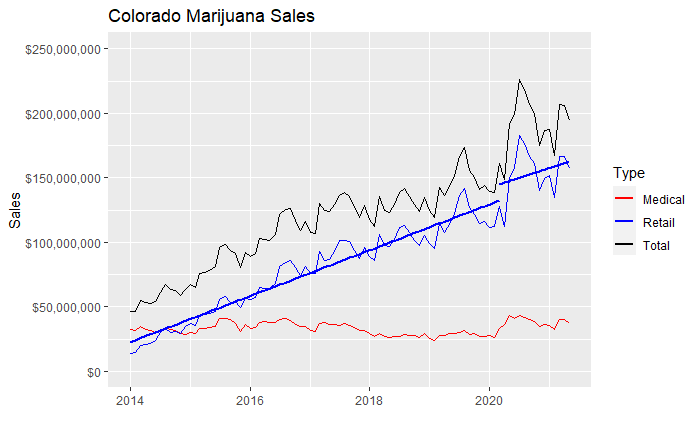 Colorado Marijuana Sales
$250,000,000
$200,000,000
$150,000,000
$100,000,000
$50,000,000
$0
Sales
2014
2016
2018
2020
Type
Medical
Retail
Total